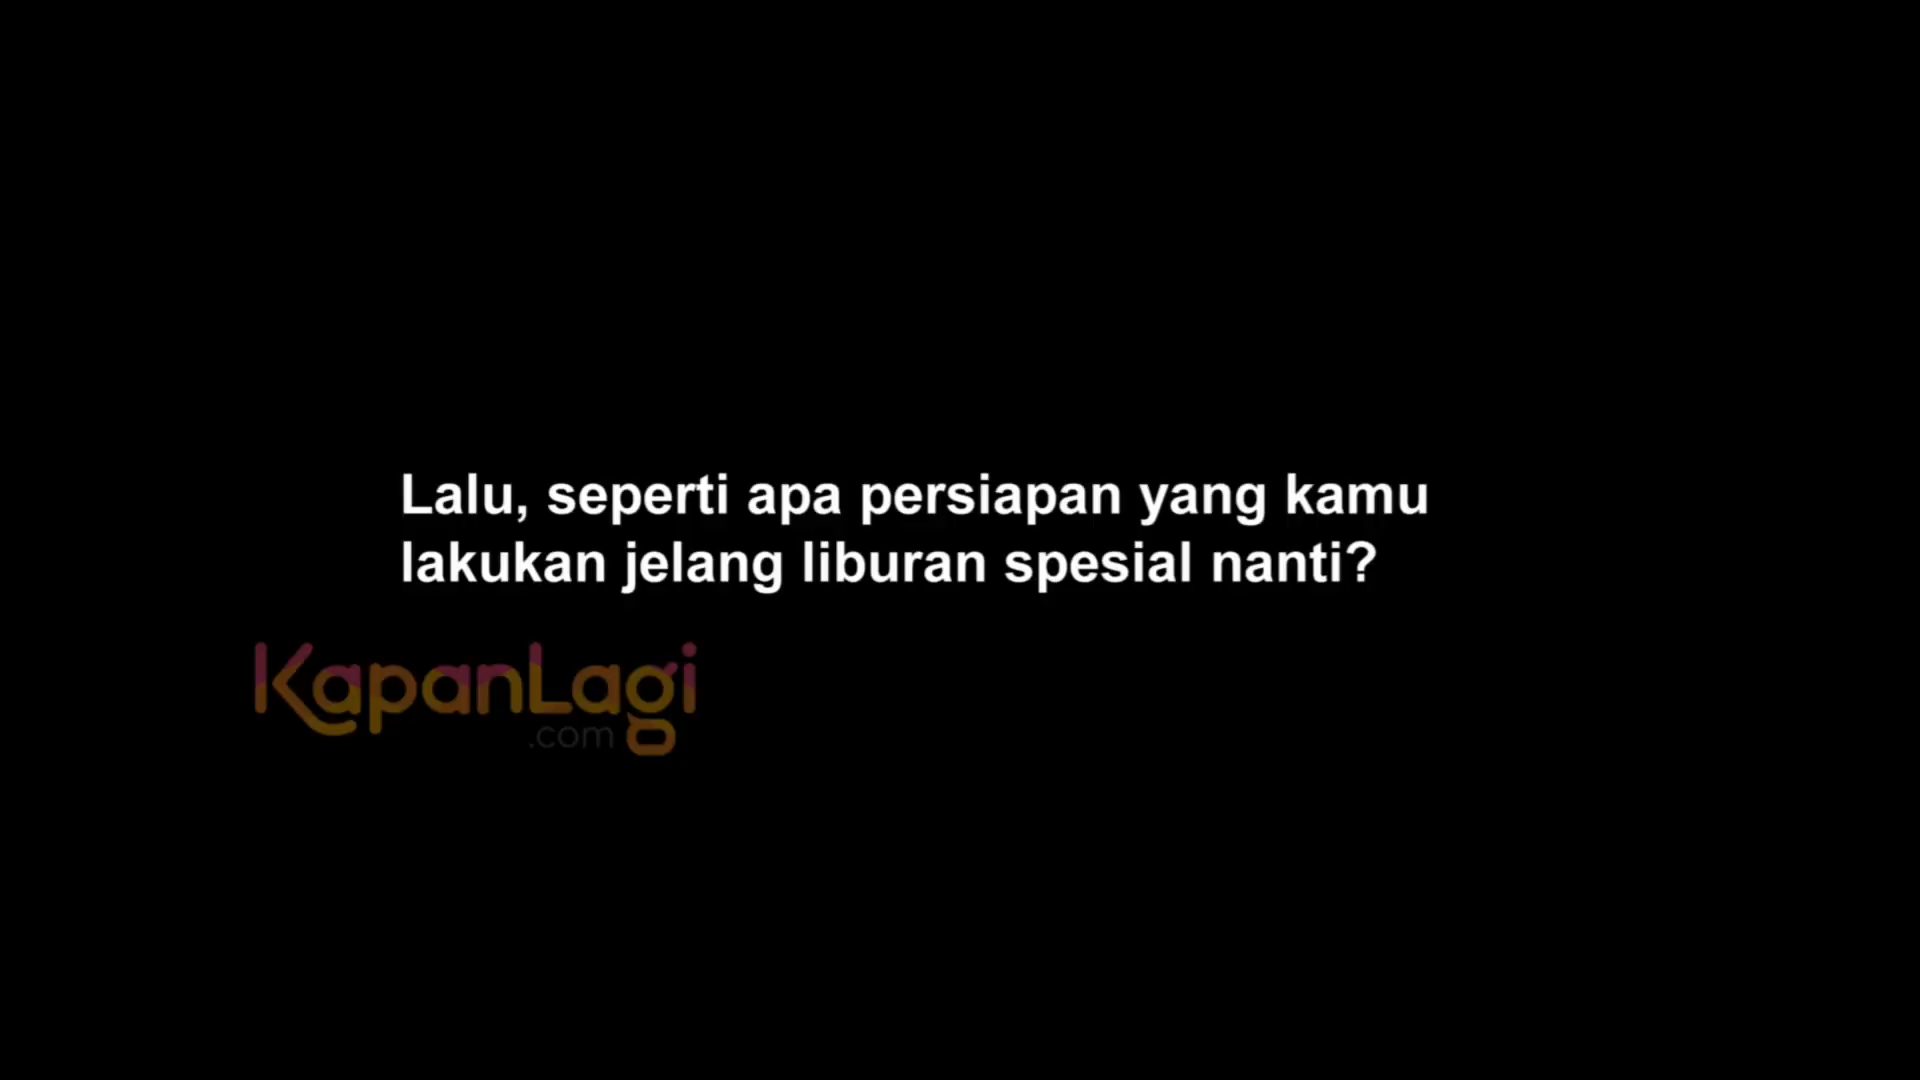 Lalu, seperti apa persiapan yang kamu
lakukan jelang liburan spesial nanti?
KapanLagi
.com